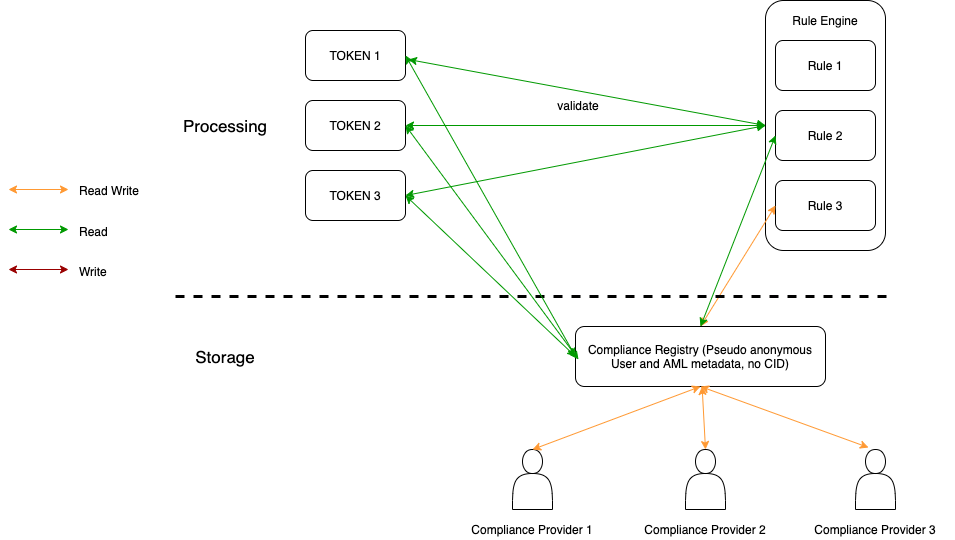 Rule Engine
TOKEN 1
Rule 1
validate
Processing
TOKEN 2
Rule 2
Read Write
TOKEN 3
Rule 3
Read
Write
Storage
Compliance Registry (Pseudo anonymous
User and AML metadata, no CID)
Compliance Provider 1
Compliance Provider 2
Compliance Provider 3